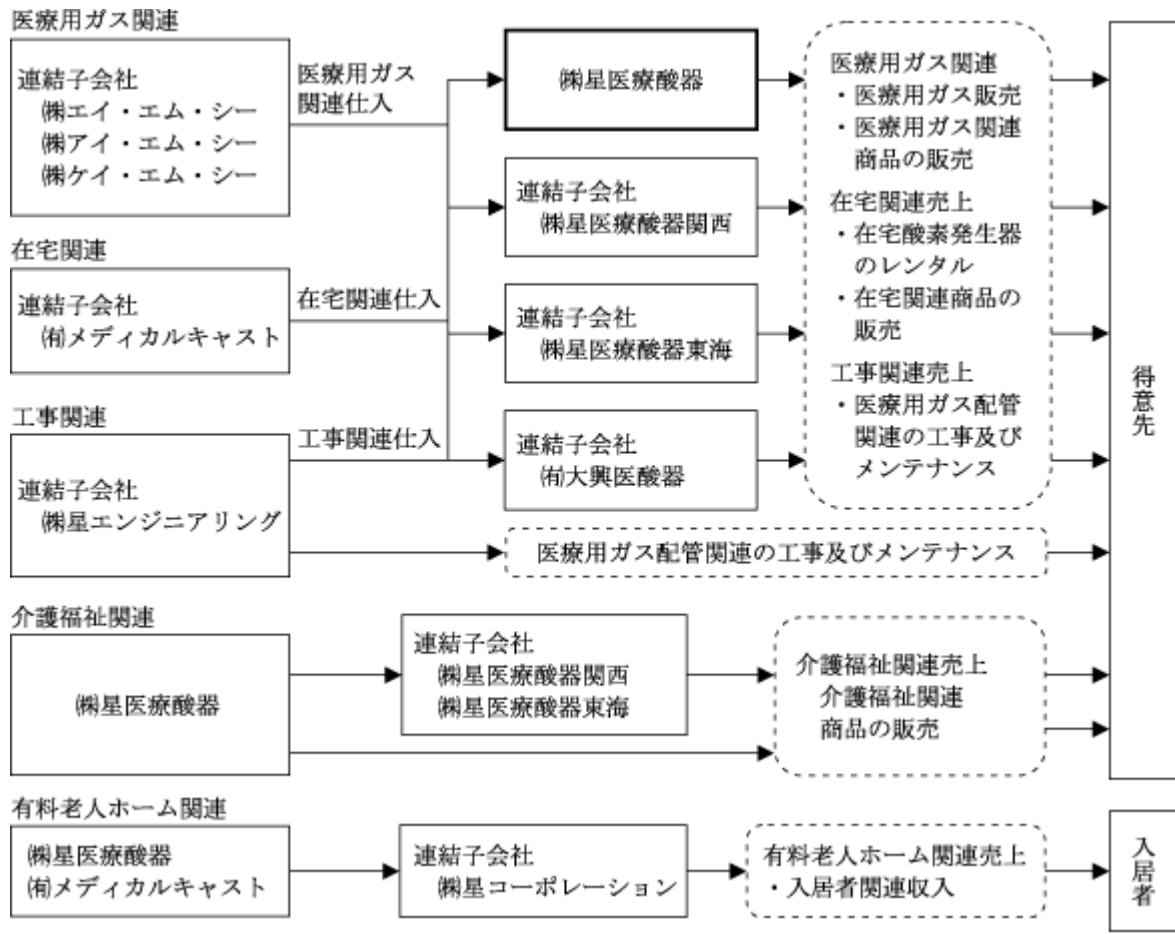 医療用ガス関連
連結子会社
㈱エイ・エム・シー
㈱アイ・エム・シー
㈱ケイ・エム・シー
医療用ガス
関連仕入
㈱星医療酸器
医療用ガス関連
・医療用ガス販売
・医療用ガス関連
商品の販売
連結子会社
㈱星医療酸器関西
在宅関連売上
・在宅酸素発生器
のレンタル
・在宅関連商品の
販売
在宅関連
連結子会社
㈲メディカルキャスト
在宅関連仕入
連結子会社
㈱星医療酸器東海
工事関連売上
・医療用ガス配管
関連の工事及び
メンテナンス
得意先
工事関連
連結子会社
㈱星エンジニアリング
工事関連仕入
連結子会社
㈲大興医酸器
医療用ガス配管関連の工事及びメンテナンス
介護福祉関連
㈱星医療酸器
連結子会社
㈱星医療酸器関西
㈱星医療酸器東海
介護福祉関連売上
介護福祉関連
商品の販売
有料老人ホーム関連
㈱星医療酸器
㈲メディカルキャスト
連結子会社
㈱星コーポレーション
有料老人ホーム関連売上
・入居者関連収入
入居者